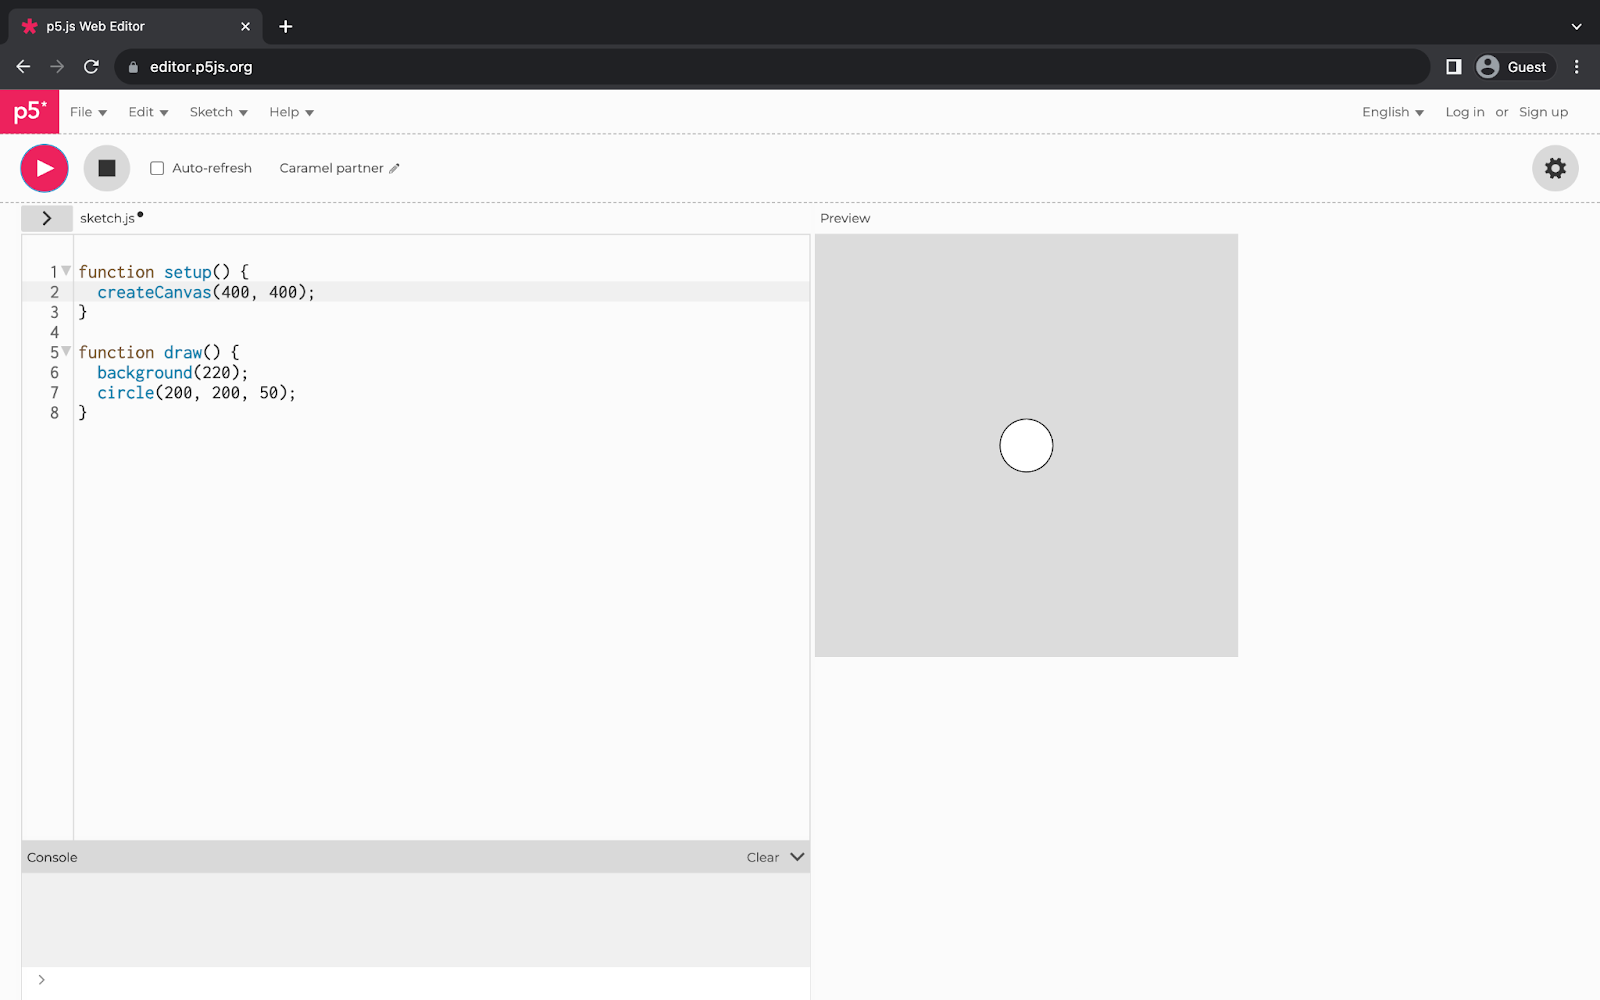 p5.js Web Editor
editor.p5js.org
Guest
p5* File Edit Sketch Help English Log in or Sign up
Auto-refresh Caramel partner
sketch.js Preview
1 function setup() {
2 createCanvas(400, 400);
3 }
4
5 function draw() {
6 background(220);
7 circle(200, 200, 50);
8 }
Console Clear
>